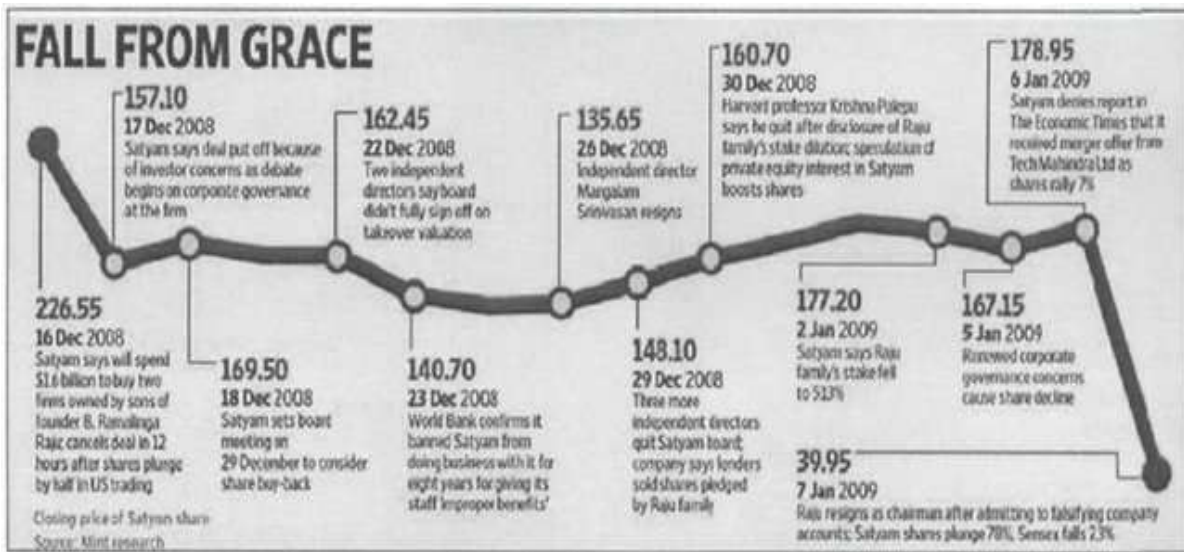 FALL FROM GRACE
226.55
16 Dec 2008
Satyam says will spend
$1.6 billion to buy two
firms owned by sons of
founder B. Ramalinga
Raju; cancels deal in 12
hours after shares plunge
by half in US trading
157.10
17 Dec 2008
Satyam says deal put off because
of investor concerns as debate
begins on corporate governance
at the firm
169.50
18 Dec 2008
Satyam sets board
meeting on
29 December to consider
share buy-back
162.45
22 Dec 2008
Two independent
directors say board
didn't fully sign off on
takeover valuation
140.70
23 Dec 2008
World Bank confirms it
banned Satyam from
doing business with it for
eight years for giving its
staff 'improper benefits'
135.65
26 Dec 2008
Independent director
Mangalam
Srinivasan resigns
148.10
29 Dec 2008
Three more
independent directors
quit Satyam board;
company says lenders
sold shares pledged
by Raju family
160.70
30 Dec 2008
Harvard professor Krishna Palepu
says he quit after disclosure of Raju
family's stake dilution; speculation of
private equity interest in Satyam
boosts shares
177.20
2 Jan 2009
Satyam says Raju
family's stake fell
to 5.13%
167.15
5 Jan 2009
Renewed corporate
governance concerns
cause share decline
178.95
6 Jan 2009
Satyam denies report in
The Economic Times that it
received merger offer from
Tech Mahindra Ltd as
shares rally 7%
39.95
7 Jan 2009
Raju resigns as chairman after admitting to falsifying company
accounts; Satyam shares plunge 78%, Sensex falls 7.3%
Closing price of Satyam share
Source: Mint research